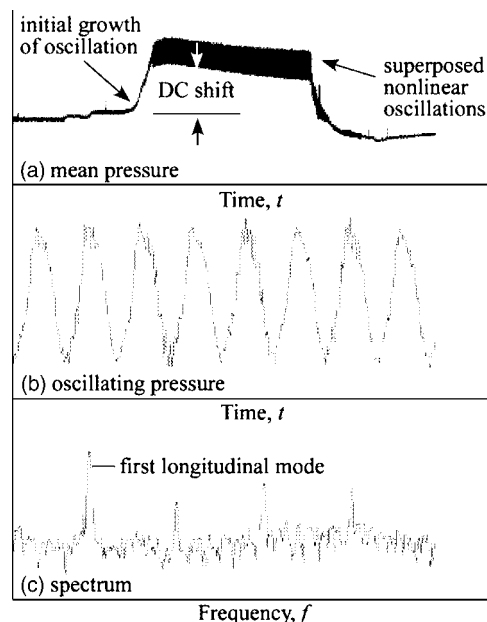 initial growth
of oscillation
DC shift
superposed
nonlinear
oscillations
(a) mean pressure
Time, t
(b) oscillating pressure
Time, t
first longitudinal mode
(c) spectrum
Frequency, f